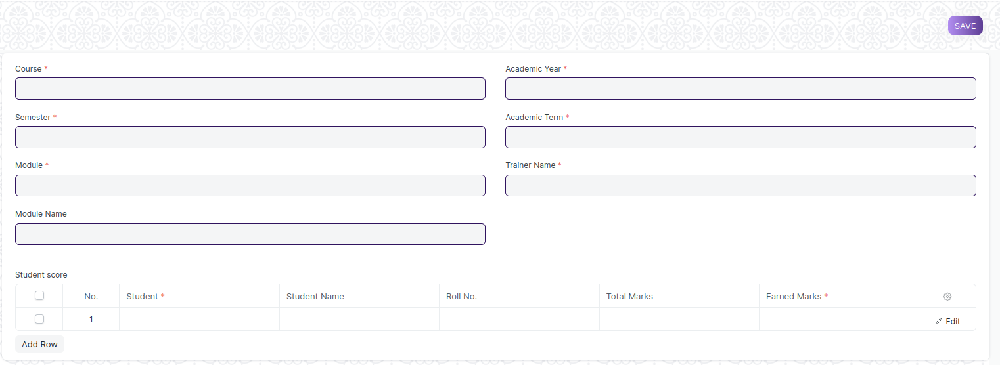 SAVE
Course *
Academic Year *
Semester *
Academic Term *
Module *
Trainer Name *
Module Name
Student score
No. Student * Student Name Roll No. Total Marks Earned Marks *
1 Edit
Add Row